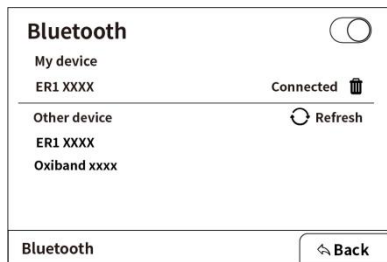 Bluetooth
My device
ER1 XXXX Connected
Other device Refresh
ER1 XXXX
Oxiband xxxx
Bluetooth Back